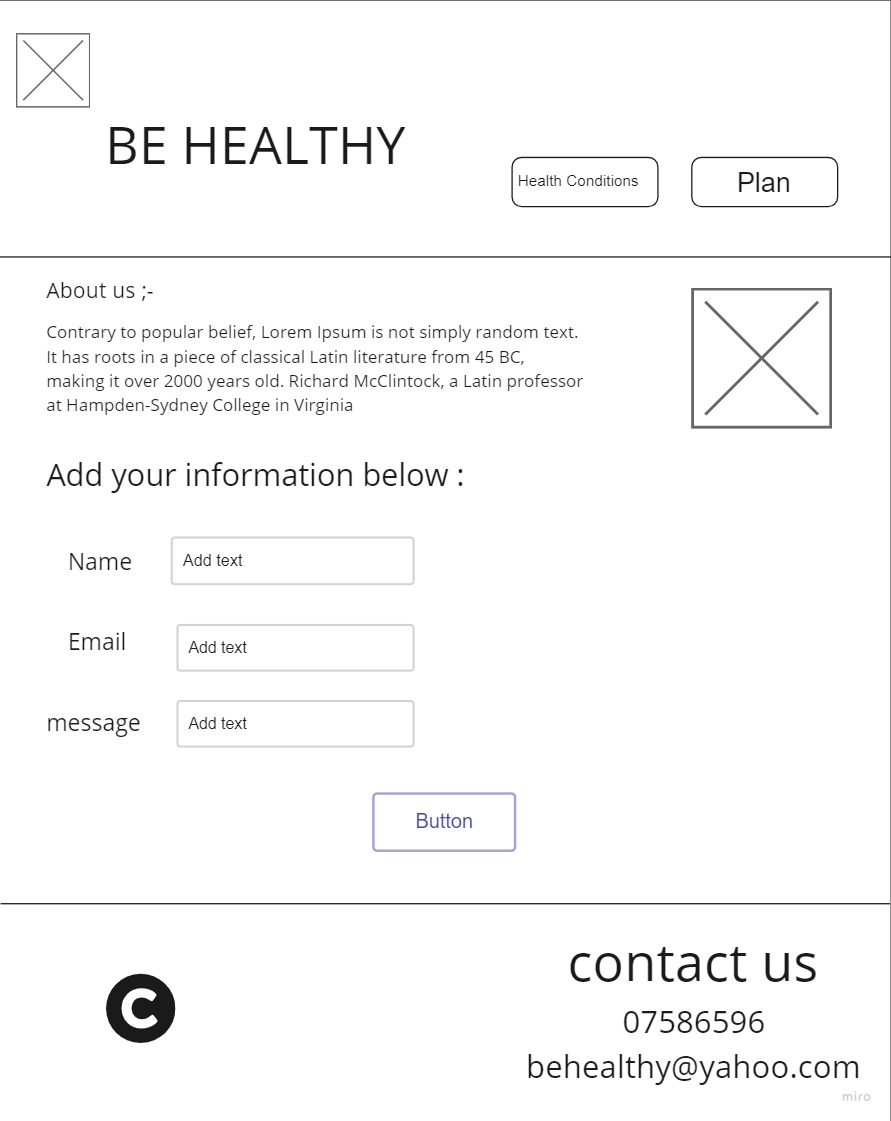 BE HEALTHY
Health Conditions
Plan
About us ;-
Contrary to popular belief, Lorem Ipsum is not simply random text.
It has roots in a piece of classical Latin literature from 45 BC,
making it over 2000 years old. Richard McClintock, a Latin professor
at Hampden-Sydney College in Virginia
Add your information below :
Name
Add text
Email
Add text
message
Add text
Button
C
contact us
07586596
behealthy@yahoo.com
miro